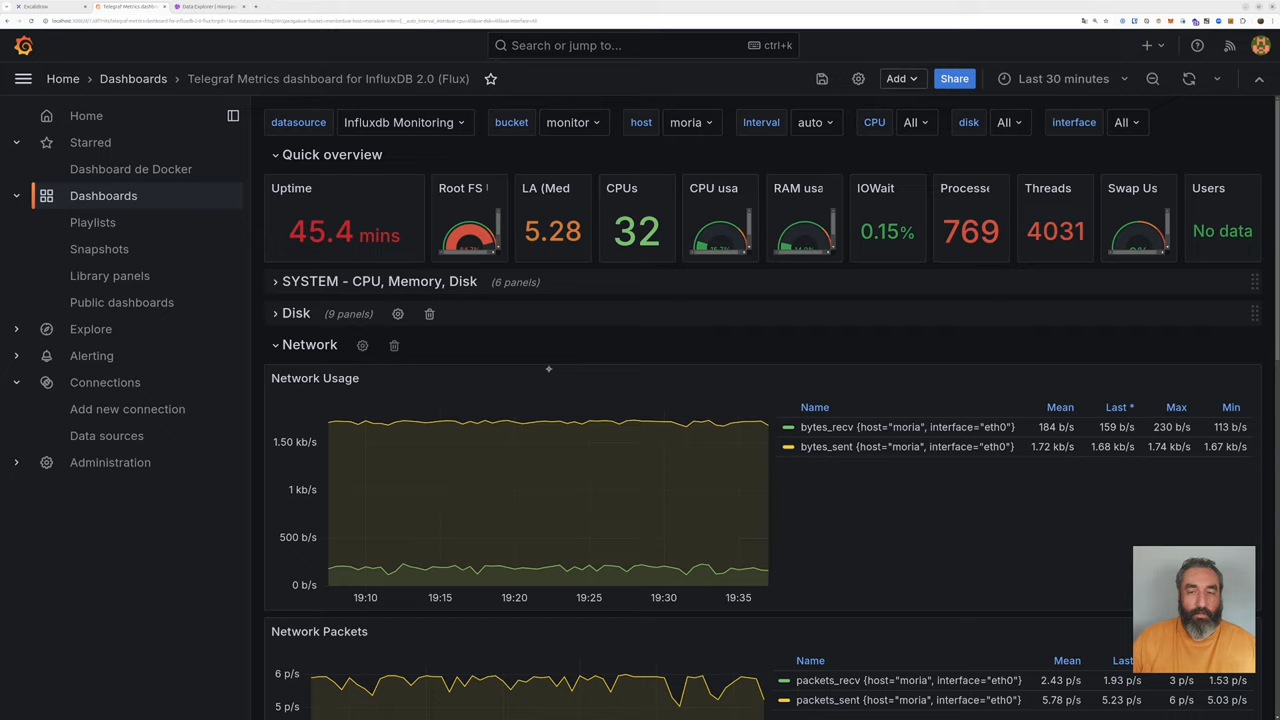 Excalidraw
Telegraf Metrics dashboard
Data Explorer
Search or jump to...
ctrl+k
Home
Dashboards
Telegraf Metrics dashboard for InfluxDB 2.0 (Flux)
Add
Share
Last 30 minutes
Home
Starred
Dashboard de Docker
Dashboards
Playlists
Snapshots
Library panels
Public dashboards
Explore
Alerting
Connections
Add new connection
Data sources
Administration
datasource Influxdb Monitoring bucket monitor host moria Interval auto CPU All disk All interface All
Quick overview
Uptime
45.4 mins
Root FS
LA (Med
5.28
CPUs
32
CPU usa
RAM usa
IOWait
0.15%
Processe
769
Threads
4031
Swap Us
Users
No data
SYSTEM - CPU, Memory, Disk (6 panels)
Disk (9 panels)
Network
Network Usage
1.50 kb/s
1 kb/s
500 b/s
0 b/s
19:10 19:15 19:20 19:25 19:30 19:35
Name Mean Last * Max Min
bytes_recv {host="moria", interface="eth0"} 184 b/s 159 b/s 230 b/s 113 b/s
bytes_sent {host="moria", interface="eth0"} 1.72 kb/s 1.68 kb/s 1.74 kb/s 1.67 kb/s
Network Packets
6 p/s
5 p/s
Name Mean Last
packets_recv {host="moria", interface="eth0"} 2.43 p/s 1.93 p/s 3 p/s 1.53 p/s
packets_sent {host="moria", interface="eth0"} 5.78 p/s 5.23 p/s 6 p/s 5.03 p/s